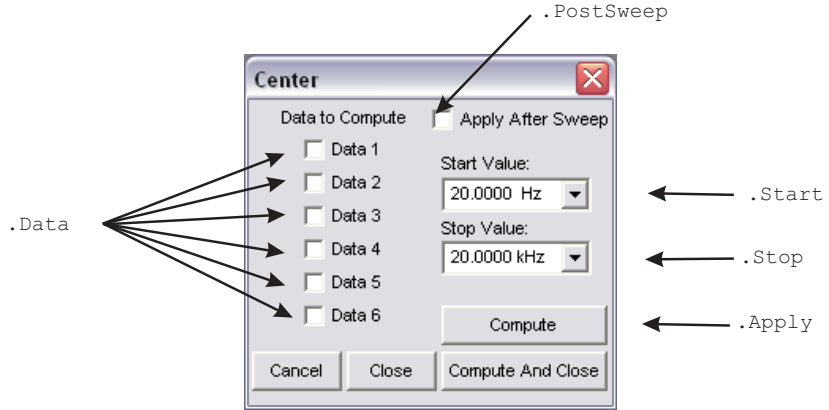 .PostSweep
Center
Data to Compute
Apply After Sweep
Data 1
Data 2
Data 3
Data 4
Data 5
Data 6
Start Value:
20.0000 Hz
Stop Value:
20.0000 kHz
Compute
Cancel
Close
Compute And Close
.Data
.Start
.Stop
.Apply